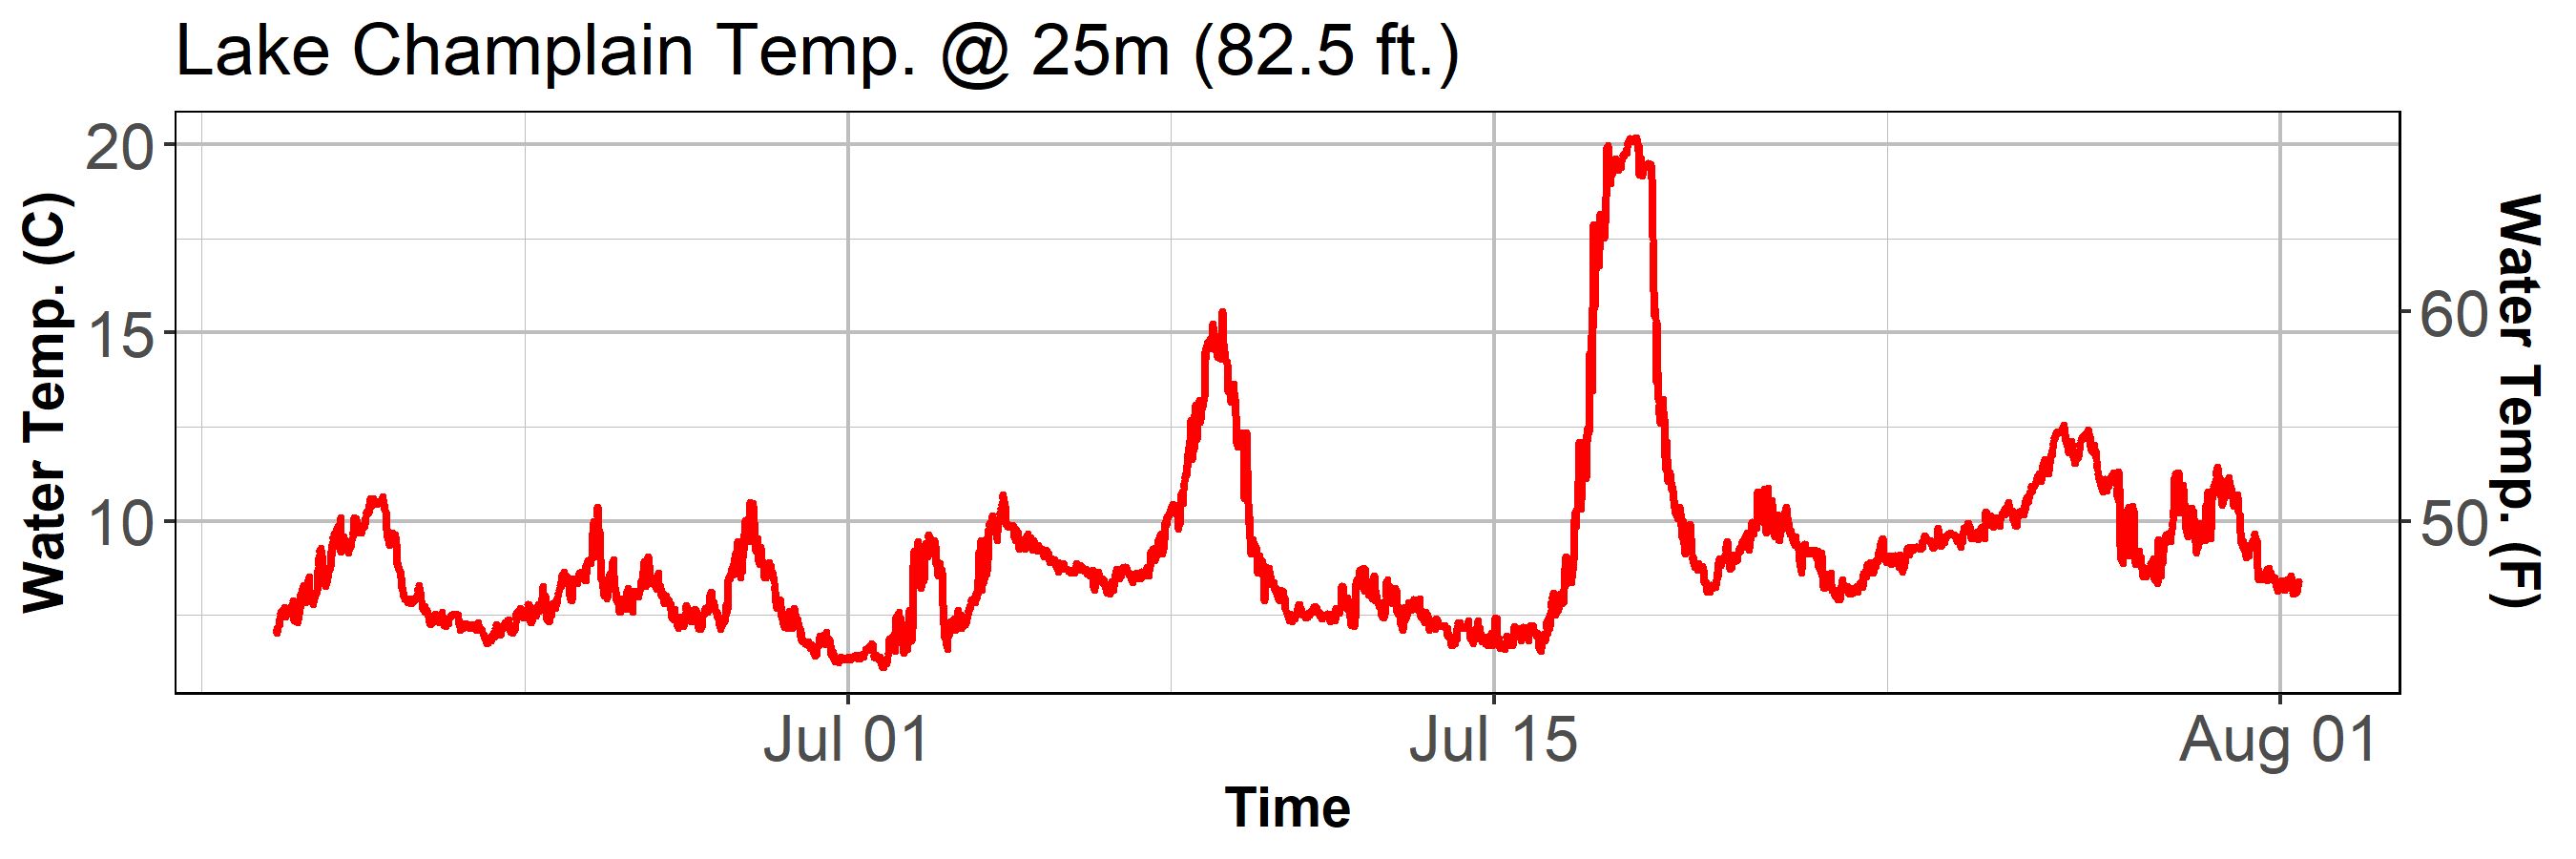 Lake Champlain Temp. @ 25m (82.5 ft.)
Water Temp. (C)
20
15
10
60
50
Water Temp. (F)
Jul 01
Jul 15
Aug 01
Time